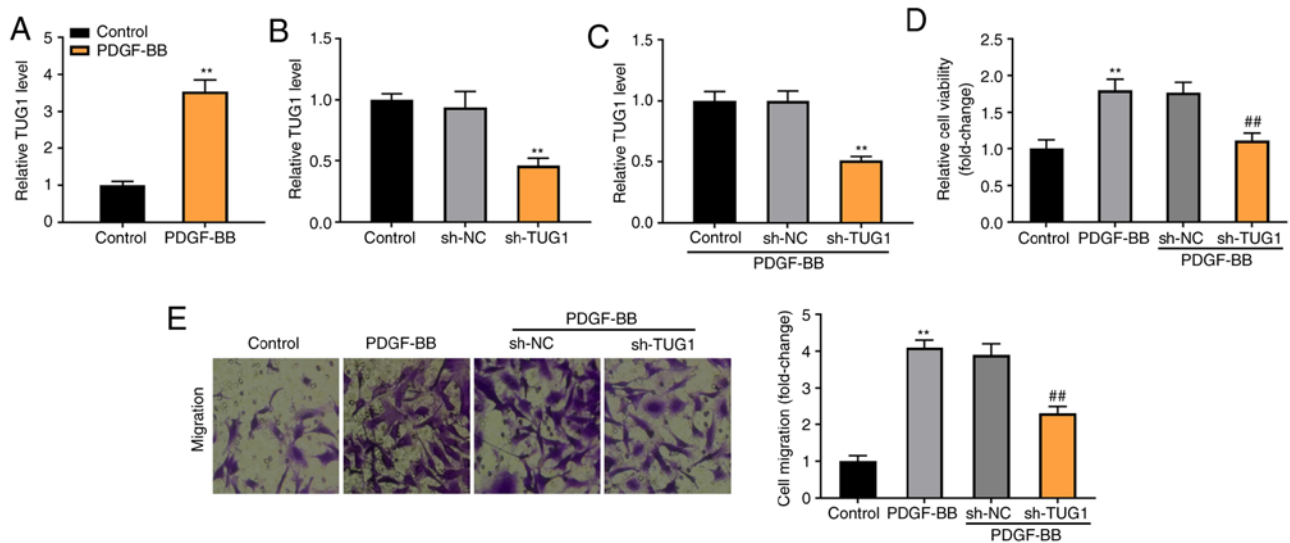 A
Relative TUG1 level
5
4
3
2
1
0
Control
PDGF-BB
**
Control
PDGF-BB
B
Relative TUG1 level
1.5
1.0
0.5
0.0
**
Control
sh-NC
sh-TUG1
C
Relative TUG1 level
1.5
1.0
0.5
0.0
**
Control
sh-NC
sh-TUG1
PDGF-BB
D
Relative cell viability
(fold-change)
2.5
2.0
1.5
1.0
0.5
0.0
**
##
Control
PDGF-BB
sh-NC
sh-TUG1
PDGF-BB
E
PDGF-BB
Control
PDGF-BB
sh-NC
sh-TUG1
Migration
Cell migration (fold-change)
5
4
3
2
1
0
**
##
Control
PDGF-BB
sh-NC
sh-TUG1
PDGF-BB